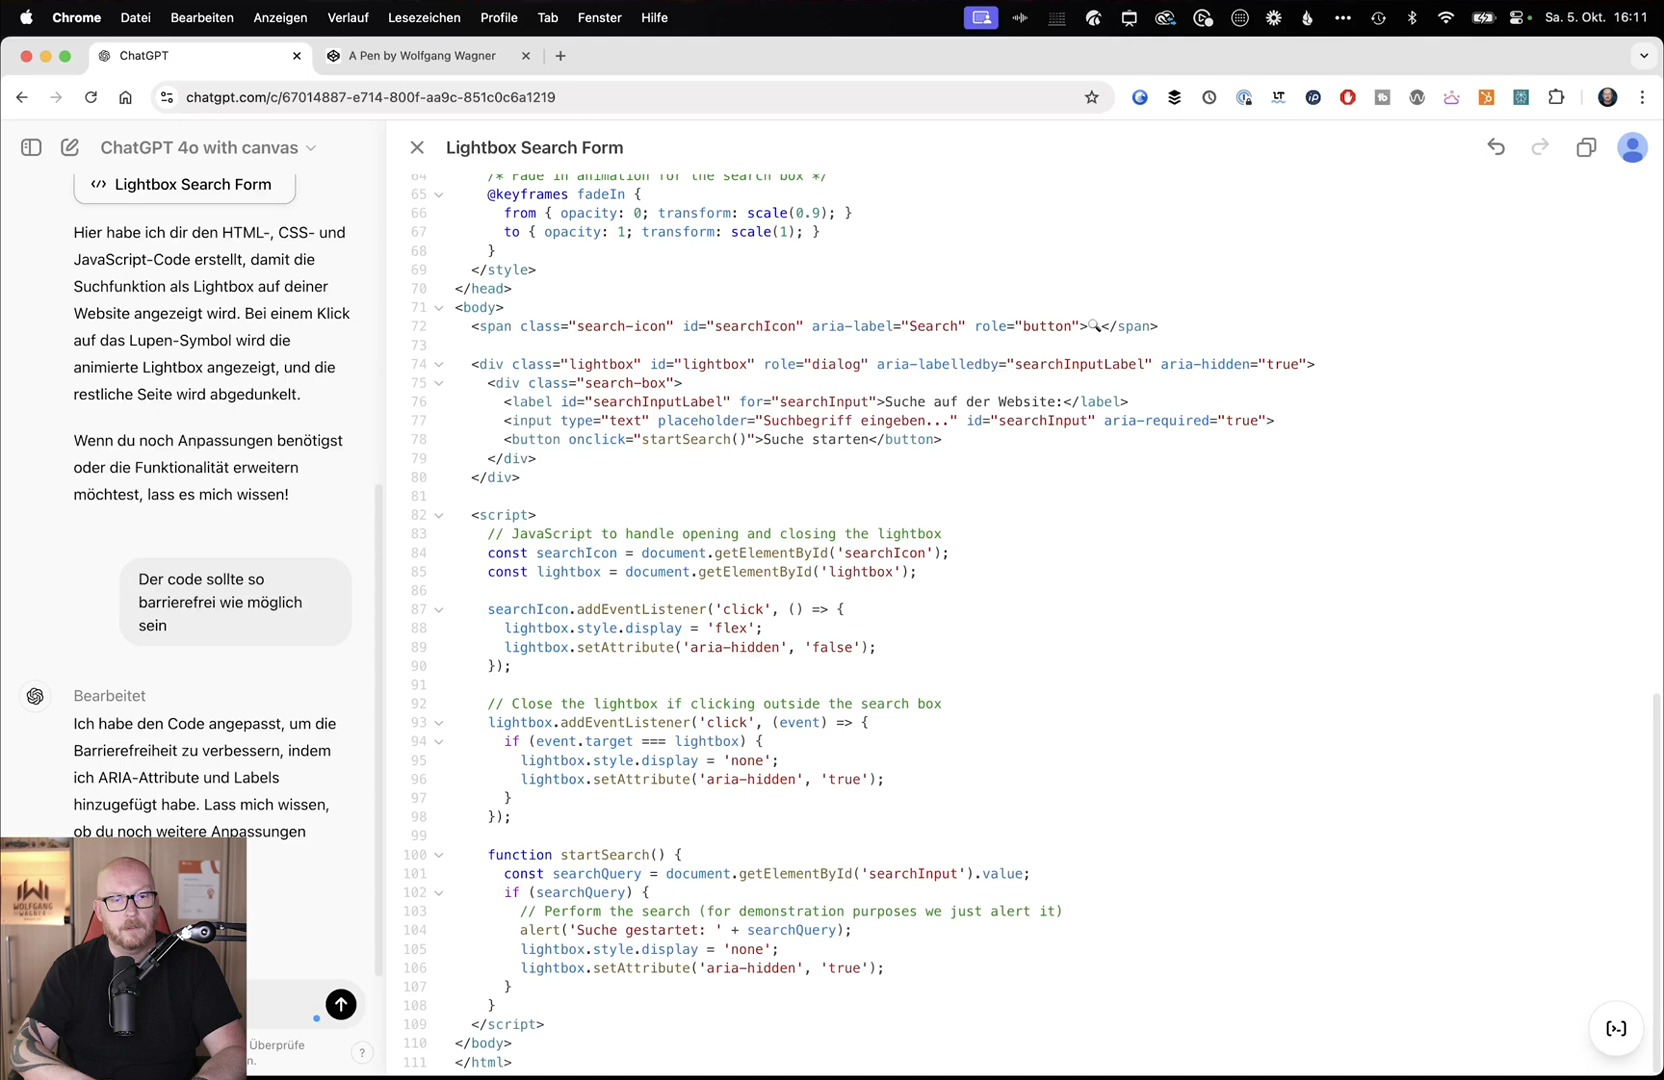 Chrome Datei Bearbeiten Anzeigen Verlauf Lesezeichen Profile Tab Fenster Hilfe Sa. 5. Okt. 16:11
ChatGPT A Pen by Wolfgang Wagner
chatgpt.com/c/67014887-e714-800f-aa9c-851c0c6a1219
ChatGPT 4o with canvas
Lightbox Search Form
Hier habe ich dir den HTML-, CSS- und
JavaScript-Code erstellt, damit die
Suchfunktion als Lightbox auf deiner
Website angezeigt wird. Bei einem Klick
auf das Lupen-Symbol wird die
animierte Lightbox angezeigt, und die
restliche Seite wird abgedunkelt.
Wenn du noch Anpassungen benötigst
oder die Funktionalität erweitern
möchtest, lass es mich wissen!
Der code sollte so
barrierefrei wie möglich
sein
Bearbeitet
Ich habe den Code angepasst, um die
Barrierefreiheit zu verbessern, indem
ich ARIA-Attribute und Labels
hinzugefügt habe. Lass mich wissen,
ob du noch weitere Anpassungen
WOLFGANG
WAGNER
Überprüfe
n.
?
Lightbox Search Form
64 /* Fade in animation for the search box */
65 @keyframes fadeIn {
66 from { opacity: 0; transform: scale(0.9); }
67 to { opacity: 1; transform: scale(1); }
68 }
69 </style>
70 </head>
71 <body>
72 <span class="search-icon" id="searchIcon" aria-label="Search" role="button">🔍</span>
73
74 <div class="lightbox" id="lightbox" role="dialog" aria-labelledby="searchInputLabel" aria-hidden="true">
75 <div class="search-box">
76 <label id="searchInputLabel" for="searchInput">Suche auf der Website:</label>
77 <input type="text" placeholder="Suchbegriff eingeben..." id="searchInput" aria-required="true">
78 <button onclick="startSearch()">Suche starten</button>
79 </div>
80 </div>
81
82 <script>
83 // JavaScript to handle opening and closing the lightbox
84 const searchIcon = document.getElementById('searchIcon');
85 const lightbox = document.getElementById('lightbox');
86
87 searchIcon.addEventListener('click', () => {
88 lightbox.style.display = 'flex';
89 lightbox.setAttribute('aria-hidden', 'false');
90 });
91
92 // Close the lightbox if clicking outside the search box
93 lightbox.addEventListener('click', (event) => {
94 if (event.target === lightbox) {
95 lightbox.style.display = 'none';
96 lightbox.setAttribute('aria-hidden', 'true');
97 }
98 });
99
100 function startSearch() {
101 const searchQuery = document.getElementById('searchInput').value;
102 if (searchQuery) {
103 // Perform the search (for demonstration purposes we just alert it)
104 alert('Suche gestartet: ' + searchQuery);
105 lightbox.style.display = 'none';
106 lightbox.setAttribute('aria-hidden', 'true');
107 }
108 }
109 </script>
110 </body>
111 </html>